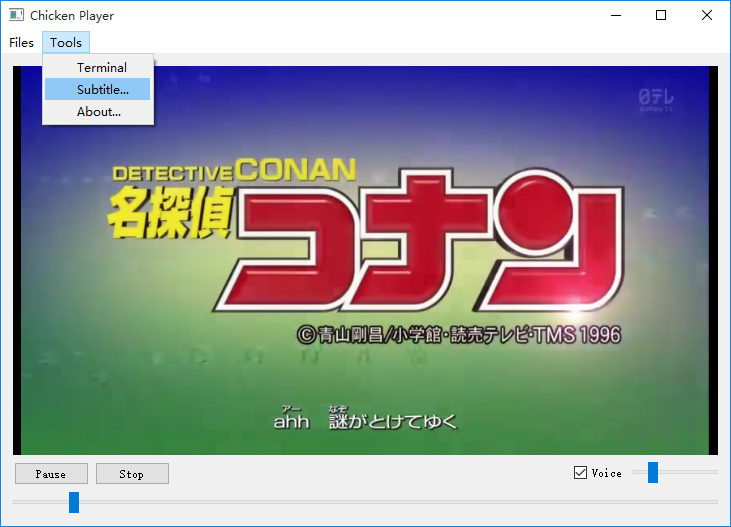 Chicken Player
Files Tools
Terminal
Subtitle...
About...
日テレ
DETECTIVE CONAN
名探偵
コナン
©青山剛昌/小学館・読売テレビ・TMS 1996
アー なぞ
ahh 謎がとけてゆく
Pause Stop Voice